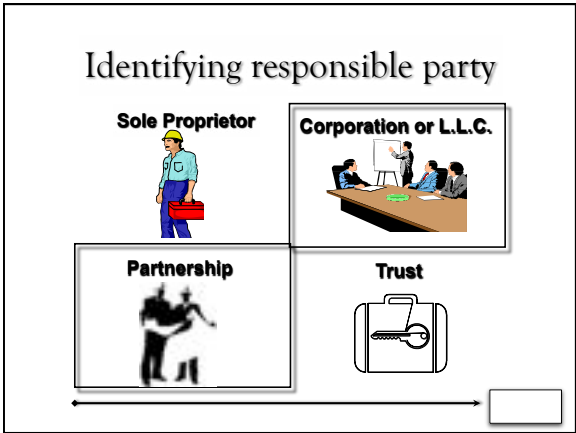 Identifying responsible party
Sole Proprietor
Corporation or L.L.C.
Partnership
Trust